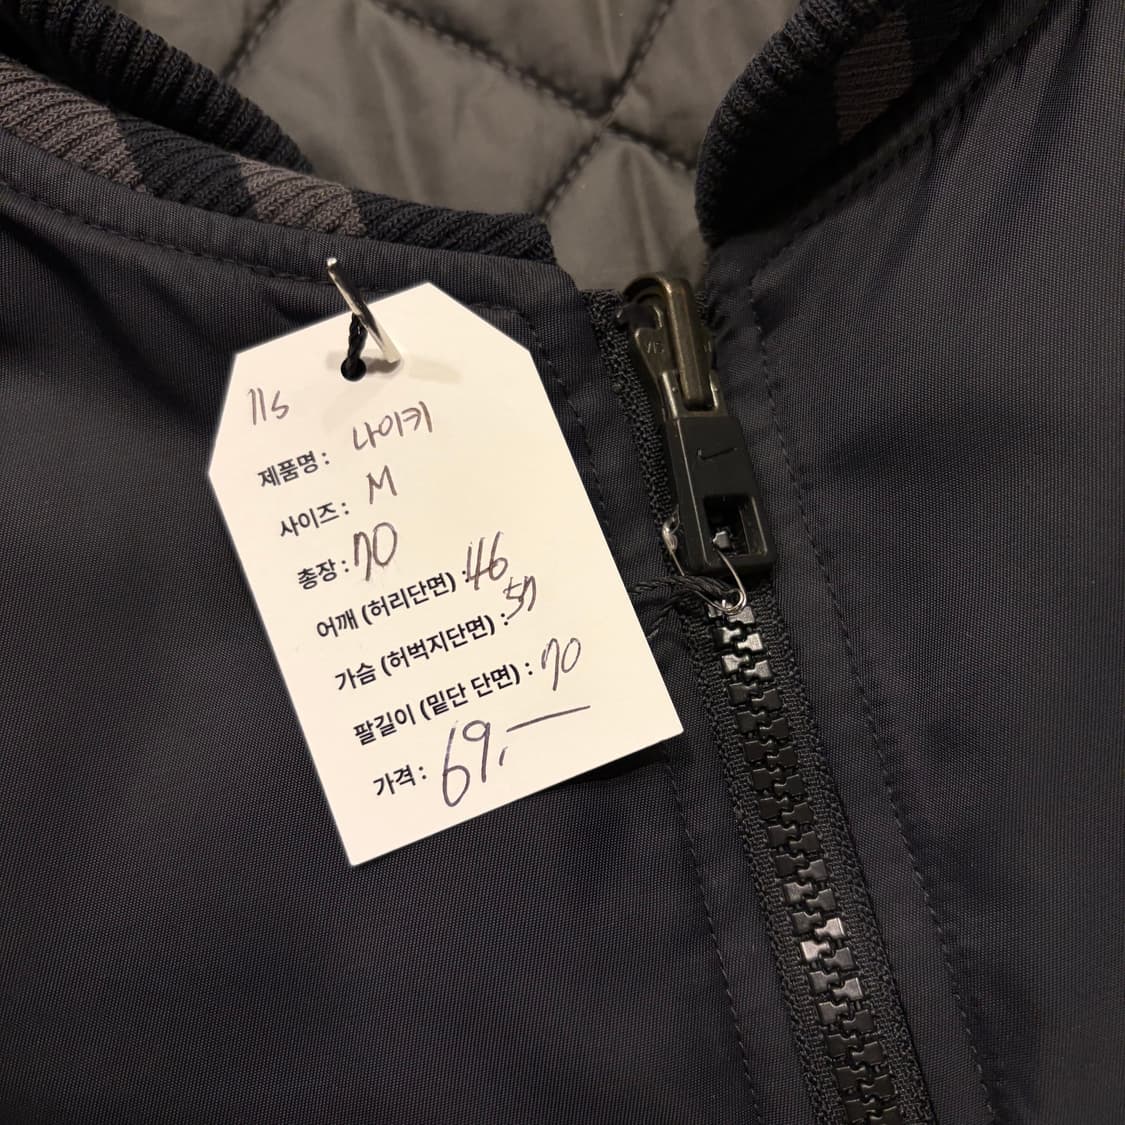 11s
제품명 : 나이키
사이즈 : M
총장 : 70
어깨 (허리단면) : 46
가슴 (허벅지단면) : 57
팔길이 (밑단 단면) : 70
가격 : 69,—